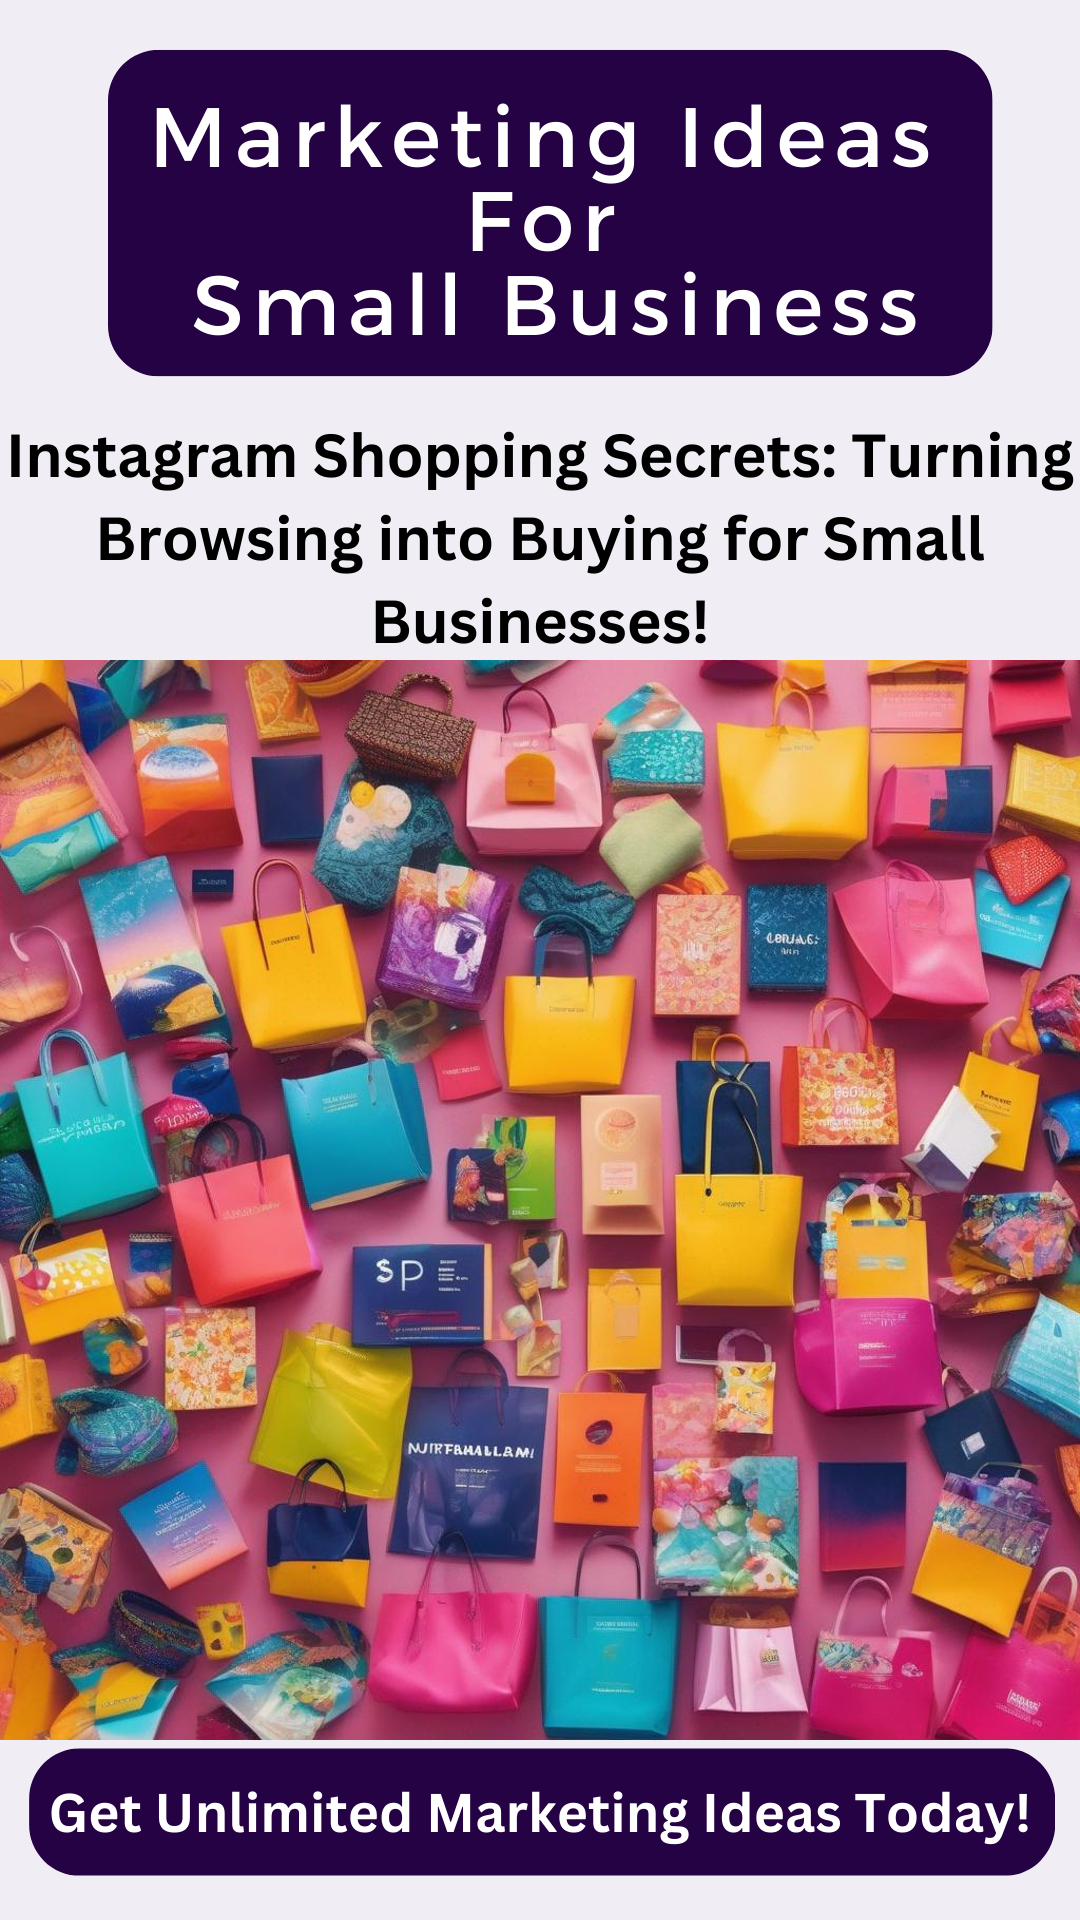 Marketing Ideas
For
Small Business
Instagram Shopping Secrets: Turning
Browsing into Buying for Small
Businesses!
SP
Get Unlimited Marketing Ideas Today!